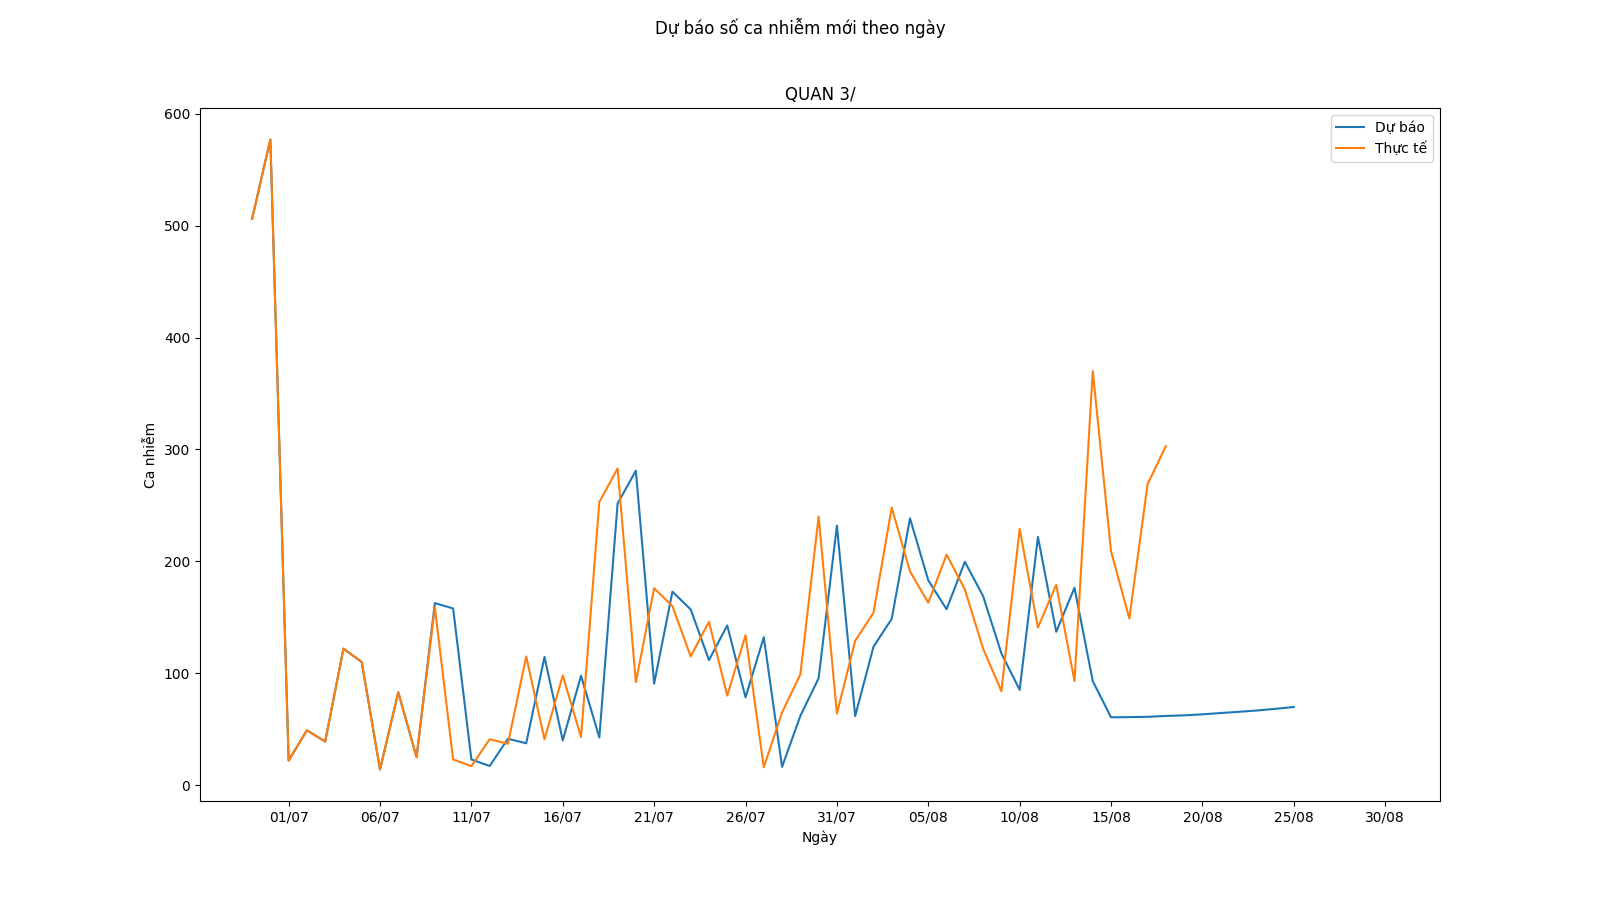 Dự báo số ca nhiễm mới theo ngày
QUAN 3/
Dự báo
Thực tế
600
500
400
300
200
100
0
Ca nhiễm
01/07 06/07 11/07 16/07 21/07 26/07 31/07 05/08 10/08 15/08 20/08 25/08 30/08
Ngày